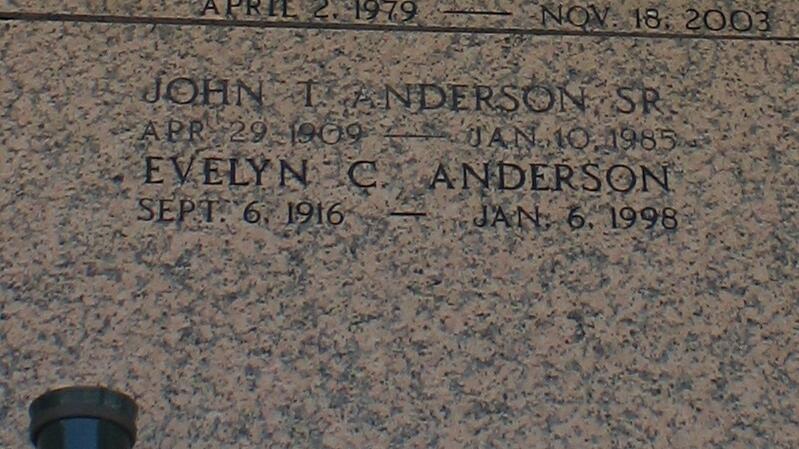 APRIL 2, 1979 — NOV. 18, 2003
JOHN T. ANDERSON, SR.
APR. 29, 1909 — JAN. 10, 1985
EVELYN C. ANDERSON
SEPT. 6, 1916 — JAN. 6, 1998